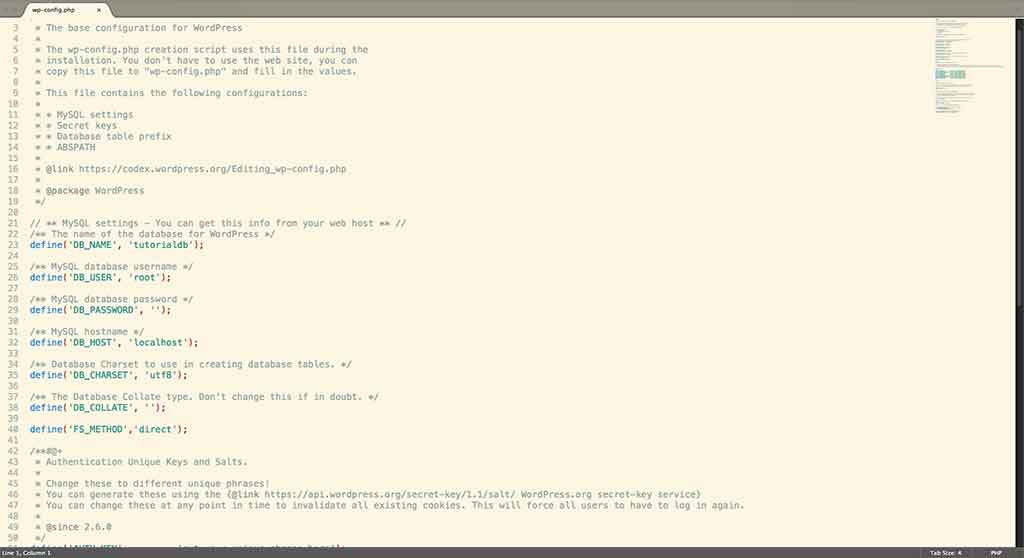 wp-config.php ×
3 * The base configuration for WordPress
4 *
5 * The wp-config.php creation script uses this file during the
6 * installation. You don't have to use the web site, you can
7 * copy this file to "wp-config.php" and fill in the values.
8 *
9 * This file contains the following configurations:
10 *
11 * * MySQL settings
12 * * Secret keys
13 * * Database table prefix
14 * * ABSPATH
15 *
16 * @link https://codex.wordpress.org/Editing_wp-config.php
17 *
18 * @package WordPress
19 */
20
21 // ** MySQL settings - You can get this info from your web host ** //
22 /** The name of the database for WordPress */
23 define('DB_NAME', 'tutorialdb');
24
25 /** MySQL database username */
26 define('DB_USER', 'root');
27
28 /** MySQL database password */
29 define('DB_PASSWORD', '');
30
31 /** MySQL hostname */
32 define('DB_HOST', 'localhost');
33
34 /** Database Charset to use in creating database tables. */
35 define('DB_CHARSET', 'utf8');
36
37 /** The Database Collate type. Don't change this if in doubt. */
38 define('DB_COLLATE', '');
39
40 define('FS_METHOD','direct');
41
42 /**#@+
43 * Authentication Unique Keys and Salts.
44 *
45 * Change these to different unique phrases!
46 * You can generate these using the {@link https://api.wordpress.org/secret-key/1.1/salt/ WordPress.org secret-key service}
47 * You can change these at any point in time to invalidate all existing cookies. This will force all users to have to log in again.
48 *
49 * @since 2.6.0
50 */
Line 1, Column 1 Tab Size: 4 PHP